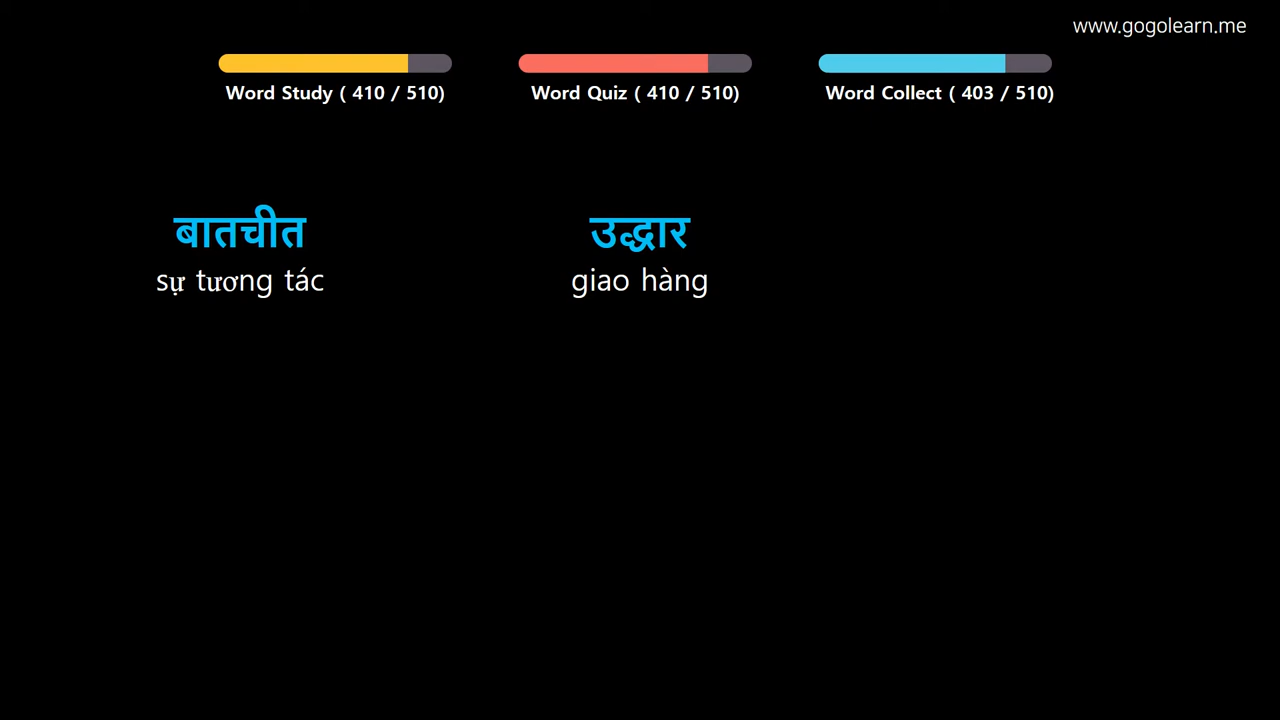 www.gogolearn.me
Word Study ( 410 / 510)
Word Quiz ( 410 / 510)
Word Collect ( 403 / 510)
बातचीत
sự tương tác
उद्धार
giao hàng